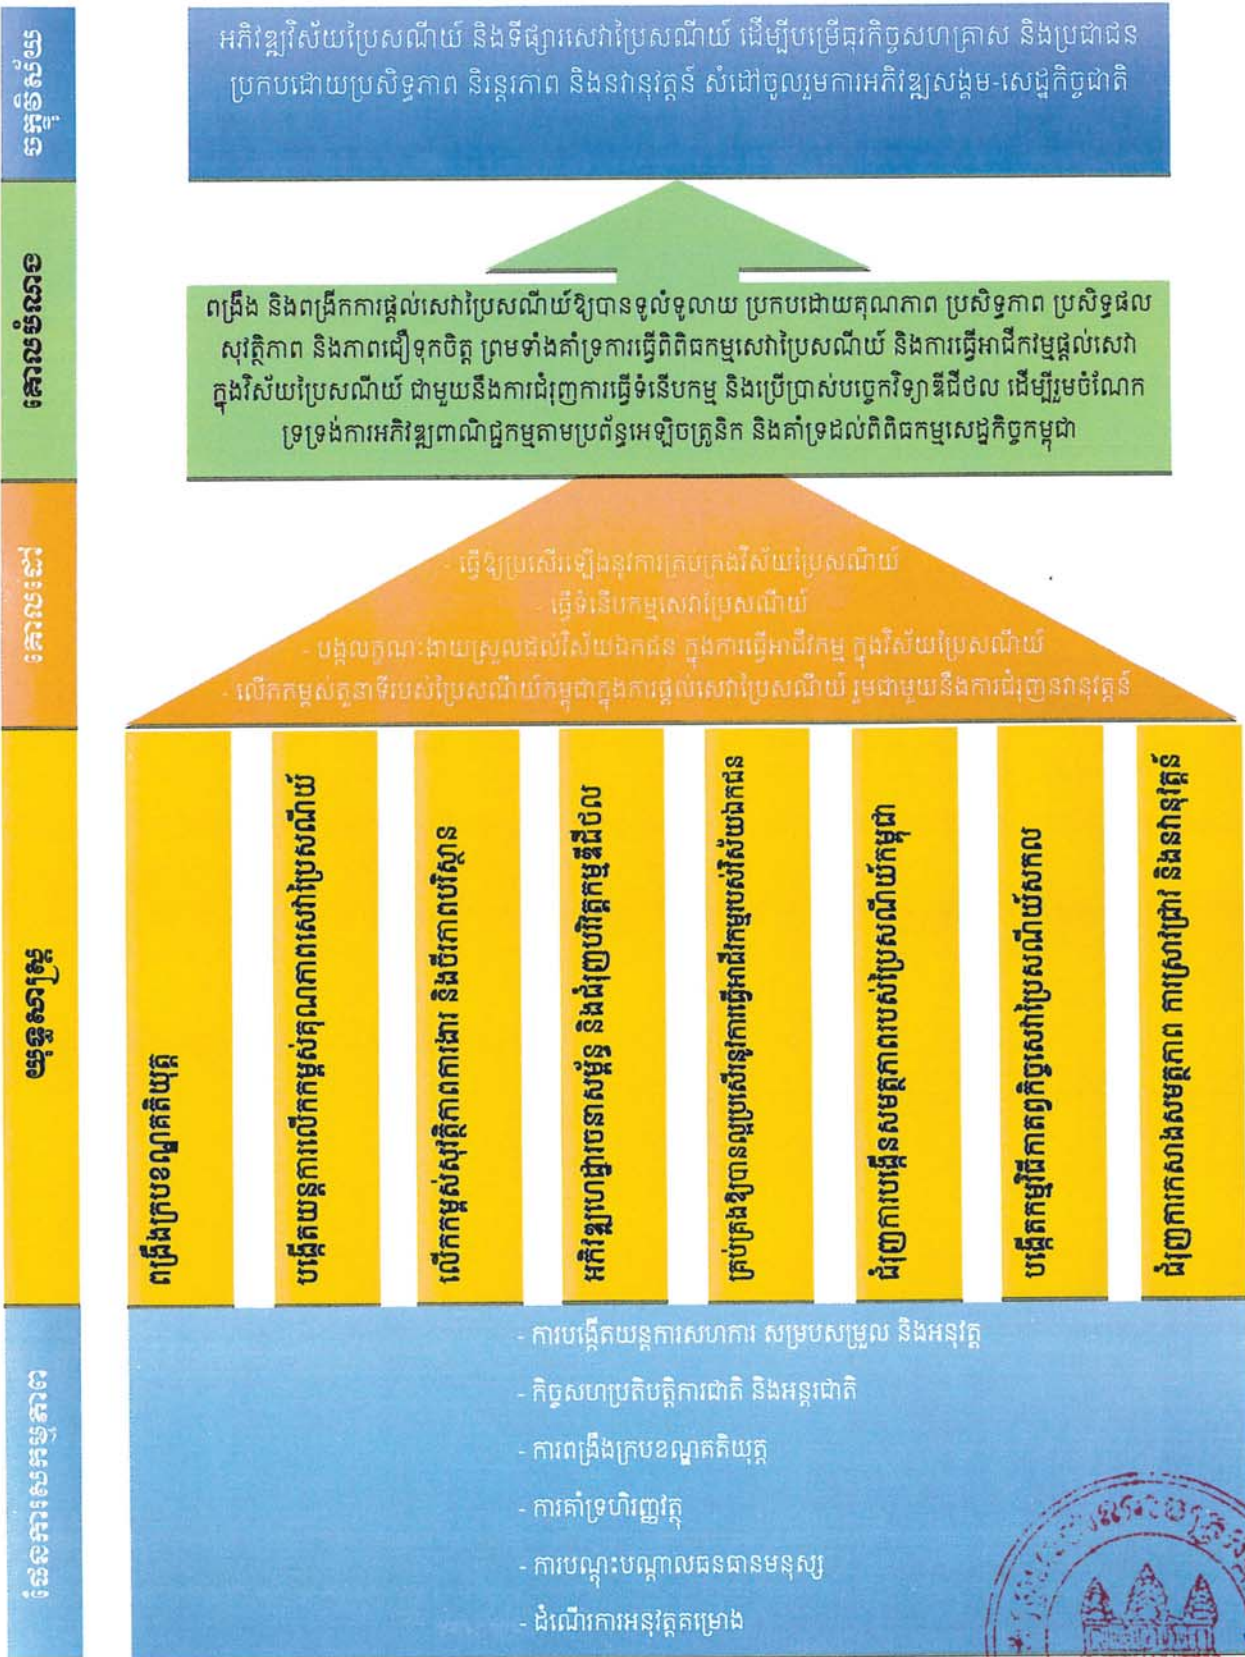 ចក្ខុវិស័យ
អភិវឌ្ឍវិស័យប្រៃសណីយ៍ និងទីផ្សារសេវាប្រៃសណីយ៍ ដើម្បីបម្រើធុរកិច្ចសហគ្រាស និងប្រជាជន
ប្រកបដោយប្រសិទ្ធភាព និរន្តរភាព និងនវានុវត្តន៍ សំដៅចូលរួមការអភិវឌ្ឍសង្គម-សេដ្ឋកិច្ចជាតិ
គោលបំណង
ពង្រឹង និងពង្រីកការផ្តល់សេវាប្រៃសណីយ៍ឱ្យបានទូលំទូលាយ ប្រកបដោយគុណភាព ប្រសិទ្ធភាព ប្រសិទ្ធផល
សុវត្ថិភាព និងភាពជឿទុកចិត្ត ព្រមទាំងគាំទ្រការធ្វើពិពិធកម្មសេវាប្រៃសណីយ៍ និងការធ្វើអាជីកវម្មផ្តល់សេវា
ក្នុងវិស័យប្រៃសណីយ៍ ជាមួយនឹងការជំរុញការធ្វើទំនើបកម្ម និងប្រើប្រាស់បច្ចេកវិទ្យាឌីជីថល ដើម្បីរួមចំណែក
ទ្រទ្រង់ការអភិវឌ្ឍពាណិជ្ជកម្មតាមប្រព័ន្ធអេឡិចត្រូនិក និងគាំទ្រដល់ពិពិធកម្មសេដ្ឋកិច្ចកម្ពុជា
គោលដៅ
- ធ្វើឱ្យប្រសើរឡើងនូវការគ្រប់គ្រងវិស័យប្រៃសណីយ៍
- ធ្វើទំនើបកម្មសេវាប្រៃសណីយ៍
- បង្កលក្ខណៈងាយស្រួលដល់វិស័យឯកជន ក្នុងការធ្វើអាជីវកម្ម ក្នុងវិស័យប្រៃសណីយ៍
- លើកកម្ពស់តួនាទីរបស់ប្រៃសណីយ៍កម្ពុជាក្នុងការផ្តល់សេវាប្រៃសណីយ៍ រួមជាមួយនឹងការជំរុញនវានុវត្តន៍
យុទ្ធសាស្ត្រ
ពង្រឹងក្របខណ្ឌគតិយុត្ត
បង្កើតយន្តការលើកកម្ពស់គុណភាពសេវាប្រៃសណីយ៍
លើកកម្ពស់សុវត្ថិភាពការងារ និងចីរភាពបរិស្ថាន
អភិវឌ្ឍហេដ្ឋារចនាសម្ព័ន្ធ និងជំរុញបរិវត្តកម្មឌីជីថល
គ្រប់គ្រងឱ្យបានល្អប្រសើរនូវការធ្វើអាជីវកម្មរបស់វិស័យឯកជន
ជំរុញការបង្កើនសមត្ថភាពរបស់ប្រៃសណីយ៍កម្ពុជា
បង្កើតកម្មវិធីកាតព្វកិច្ចសេវាប្រៃសណីយ៍សកល
ជំរុញការកសាងសមត្ថភាព ការស្រាវជ្រាវ និងនវានុវត្តន៍
ផែនការសកម្មភាព
- ការបង្កើតយន្តការសហការ សម្របសម្រួល និងអនុវត្ត
- កិច្ចសហប្រតិបត្តិការជាតិ និងអន្តរជាតិ
- ការពង្រឹងក្របខណ្ឌគតិយុត្ត
- ការគាំទ្រហិរញ្ញវត្ថុ
- ការបណ្តុះបណ្តាលធនធានមនុស្ស
- ដំណើរការអនុវត្តគម្រោង